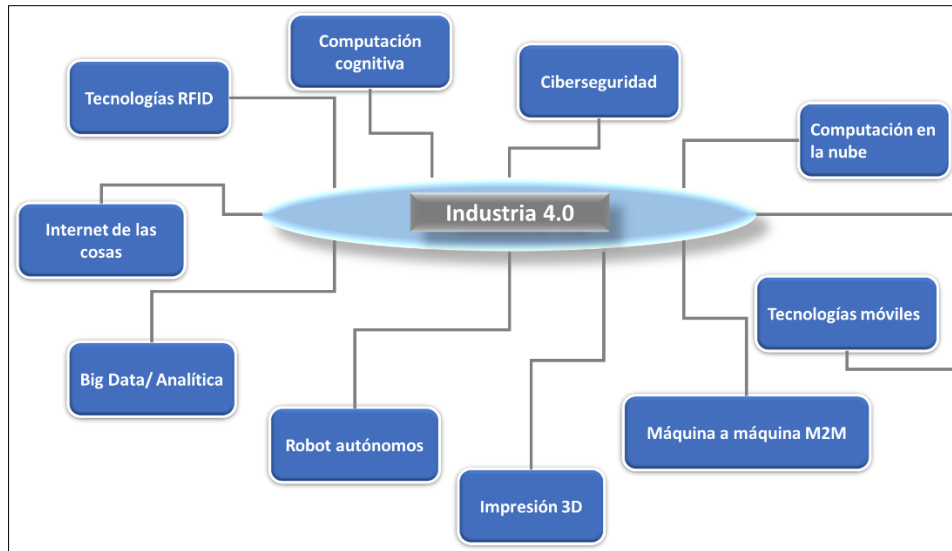 Computación
cognitiva
Ciberseguridad
Tecnologías RFID
Computación en
la nube
Industria 4.0
Internet de las
cosas
Tecnologías móviles
Big Data/ Analítica
Robot autónomos
Máquina a máquina M2M
Impresión 3D